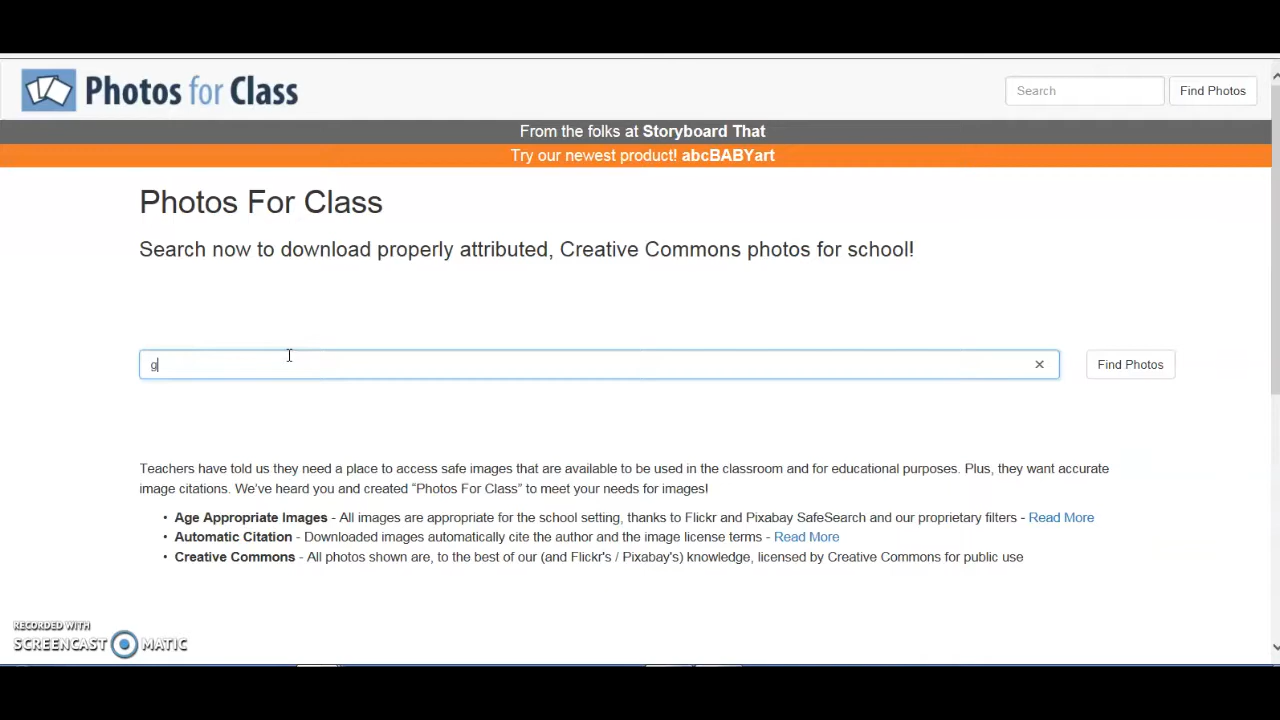 Photos for Class
Search
Find Photos
From the folks at Storyboard That
Try our newest product! abcBABYart
Photos For Class
Search now to download properly attributed, Creative Commons photos for school!
g
Find Photos
Teachers have told us they need a place to access safe images that are available to be used in the classroom and for educational purposes. Plus, they want accurate
image citations. We've heard you and created “Photos For Class” to meet your needs for images!
• Age Appropriate Images - All images are appropriate for the school setting, thanks to Flickr and Pixabay SafeSearch and our proprietary filters - Read More
• Automatic Citation - Downloaded images automatically cite the author and the image license terms - Read More
• Creative Commons - All photos shown are, to the best of our (and Flickr's / Pixabay's) knowledge, licensed by Creative Commons for public use
RECORDED WITH
SCREENCAST MATIC